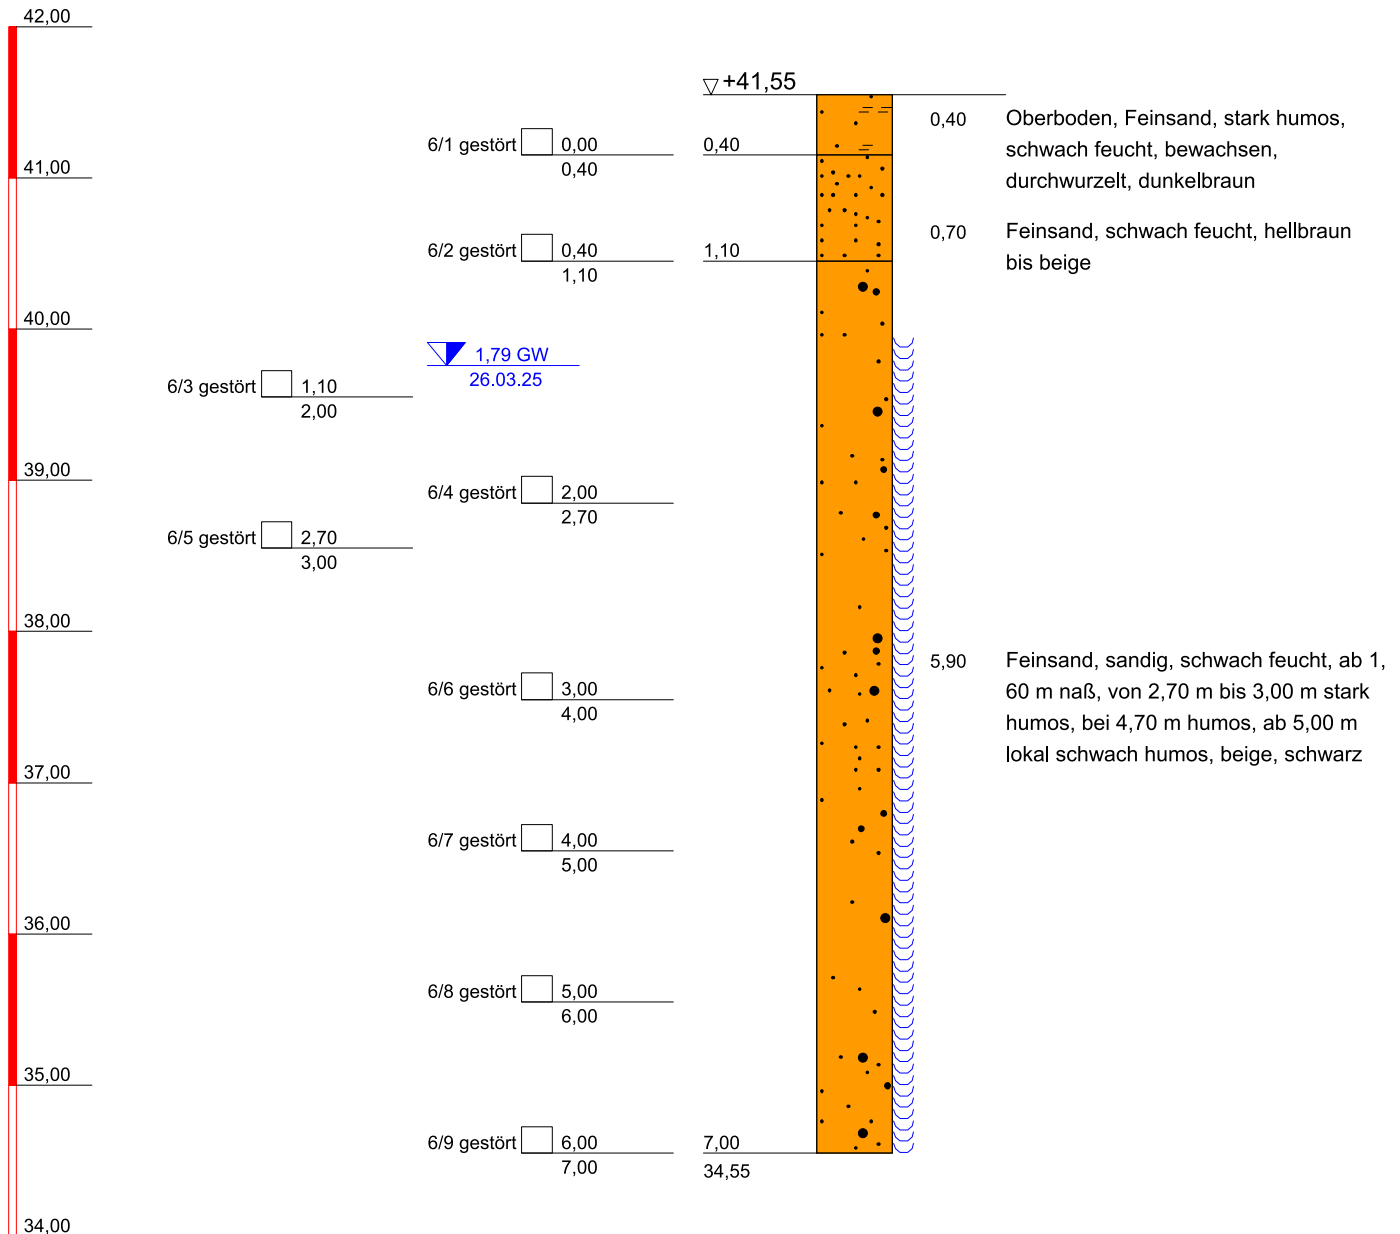 42,00
+41,55
0,40 Oberboden, Feinsand, stark humos,
schwach feucht, bewachsen,
durchwurzelt, dunkelbraun
6/1 gestört 0,00
0,40
0,40
41,00
0,70 Feinsand, schwach feucht, hellbraun
bis beige
6/2 gestört 0,40
1,10
1,10
40,00
1,79 GW
26.03.25
6/3 gestört 1,10
2,00
39,00
6/4 gestört 2,00
2,70
6/5 gestört 2,70
3,00
38,00
5,90 Feinsand, sandig, schwach feucht, ab 1,
60 m naß, von 2,70 m bis 3,00 m stark
humos, bei 4,70 m humos, ab 5,00 m
lokal schwach humos, beige, schwarz
6/6 gestört 3,00
4,00
37,00
6/7 gestört 4,00
5,00
36,00
6/8 gestört 5,00
6,00
35,00
6/9 gestört 6,00
7,00
7,00
34,55
34,00